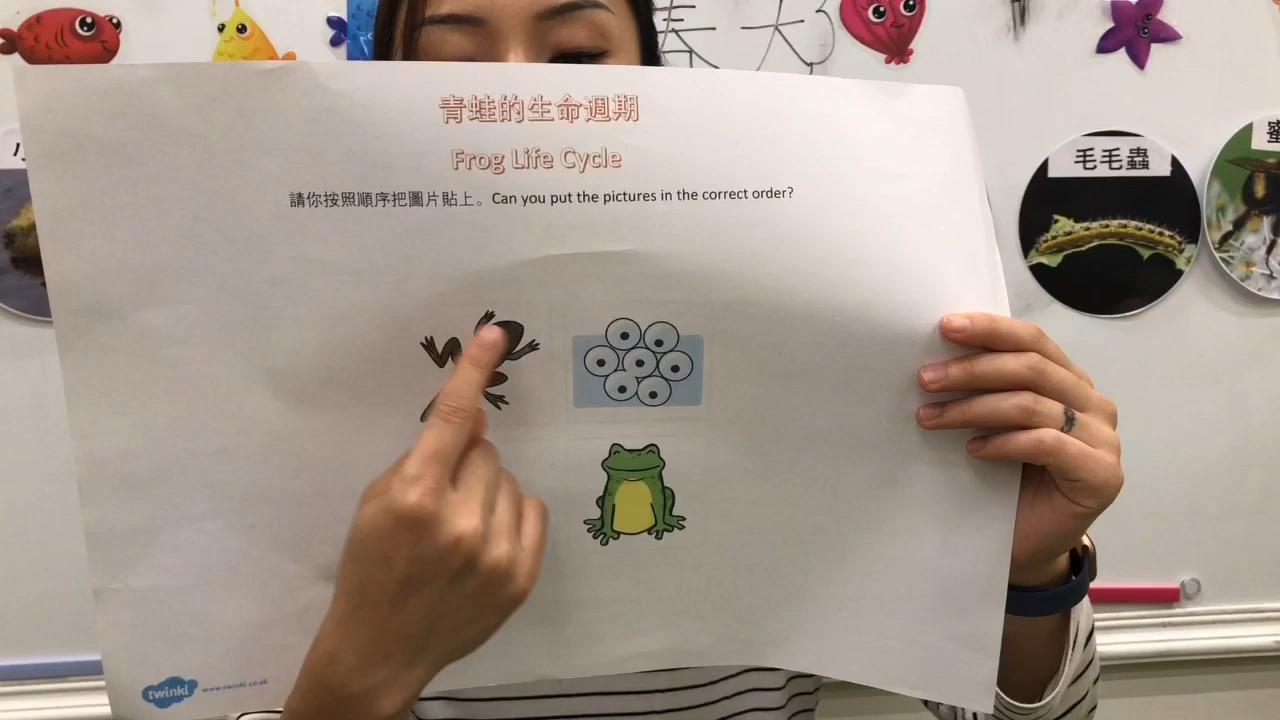 春天
青蛙的生命週期
Frog Life Cycle
請你按照順序把圖片貼上。Can you put the pictures in the correct order?
毛毛蟲
twinkl www.twinkl.co.uk